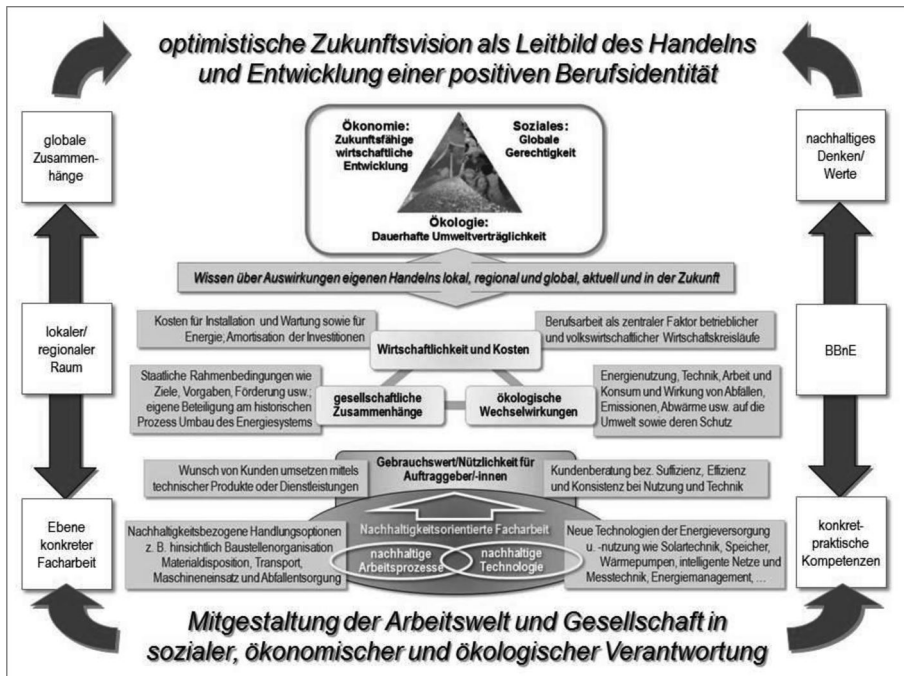 optimistische Zukunftsvision als Leitbild des Handelns
und Entwicklung einer positiven Berufsidentität
globale
Zusammen-
hänge
lokaler/
regionaler
Raum
Ebene
konkreter
Facharbeit
Ökonomie:
Zukunftsfähige
wirtschaftliche
Entwicklung
Soziales:
Globale
Gerechtigkeit
Ökologie:
Dauerhafte Umweltverträglichkeit
Wissen über Auswirkungen eigenen Handelns lokal, regional und global, aktuell und in der Zukunft
Kosten für Installation und Wartung sowie für
Energie; Amortisation der Investitionen
Wirtschaftlichkeit und Kosten
Berufsarbeit als zentraler Faktor betrieblicher
und volkswirtschaftlicher Wirtschaftskreisläufe
Staatliche Rahmenbedingungen wie
Ziele, Vorgaben, Förderung usw.;
eigene Beteiligung am historischen
Prozess Umbau des Energiesystems
gesellschaftliche
Zusammenhänge
ökologische
Wechselwirkungen
Energienutzung, Technik, Arbeit und
Konsum und Wirkung von Abfällen,
Emissionen, Abwärme usw. auf die
Umwelt sowie deren Schutz
Gebrauchswert/Nützlichkeit für
Auftraggeber/-innen
Wunsch von Kunden umsetzen mittels
technischer Produkte oder Dienstleistungen
Kundenberatung bez. Suffizienz, Effizienz
und Konsistenz bei Nutzung und Technik
Nachhaltigkeitsorientierte Facharbeit
Nachhaltigkeitsbezogene Handlungsoptionen
z. B. hinsichtlich Baustellenorganisation
Materialdisposition, Transport,
Maschineneinsatz und Abfallentsorgung
nachhaltige
Arbeitsprozesse
nachhaltige
Technologie
Neue Technologien der Energieversorgung
u. -nutzung wie Solartechnik, Speicher,
Wärmepumpen, intelligente Netze und
Messtechnik, Energiemanagement, ...
nachhaltiges
Denken/
Werte
BBnE
konkret-
praktische
Kompetenzen
Mitgestaltung der Arbeitswelt und Gesellschaft in
sozialer, ökonomischer und ökologischer Verantwortung